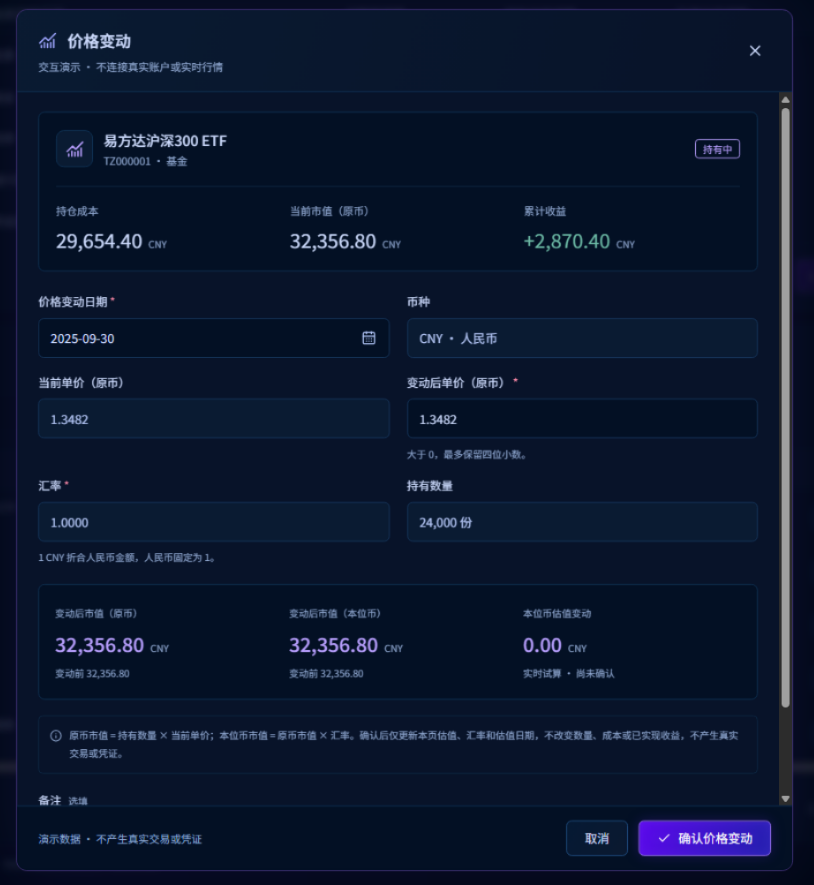 价格变动
交互演示 · 不连接真实账户或实时行情
易方达沪深300 ETF
TZ000001 · 基金
持有中
持仓成本 当前市值（原币） 累计收益
29,654.40 CNY 32,356.80 CNY +2,870.40 CNY
价格变动日期 * 币种
2025-09-30 CNY · 人民币
当前单价（原币） 变动后单价（原币） *
1.3482 1.3482
大于 0，最多保留四位小数。
汇率 * 持有数量
1.0000 24,000 份
1 CNY 折合人民币金额，人民币固定为 1。
变动后市值（原币） 变动后市值（本位币） 本位币估值变动
32,356.80 CNY 32,356.80 CNY 0.00 CNY
变动前 32,356.80 变动前 32,356.80 实时试算 · 尚未确认
原币市值 = 持有数量 × 当前单价；本位币市值 = 原币市值 × 汇率。确认后仅更新本页估值、汇率和估值日期，不改变数量、成本或已实现收益，不产生真实
交易或凭证。
备注 选填
演示数据 · 不产生真实交易或凭证
取消
确认价格变动